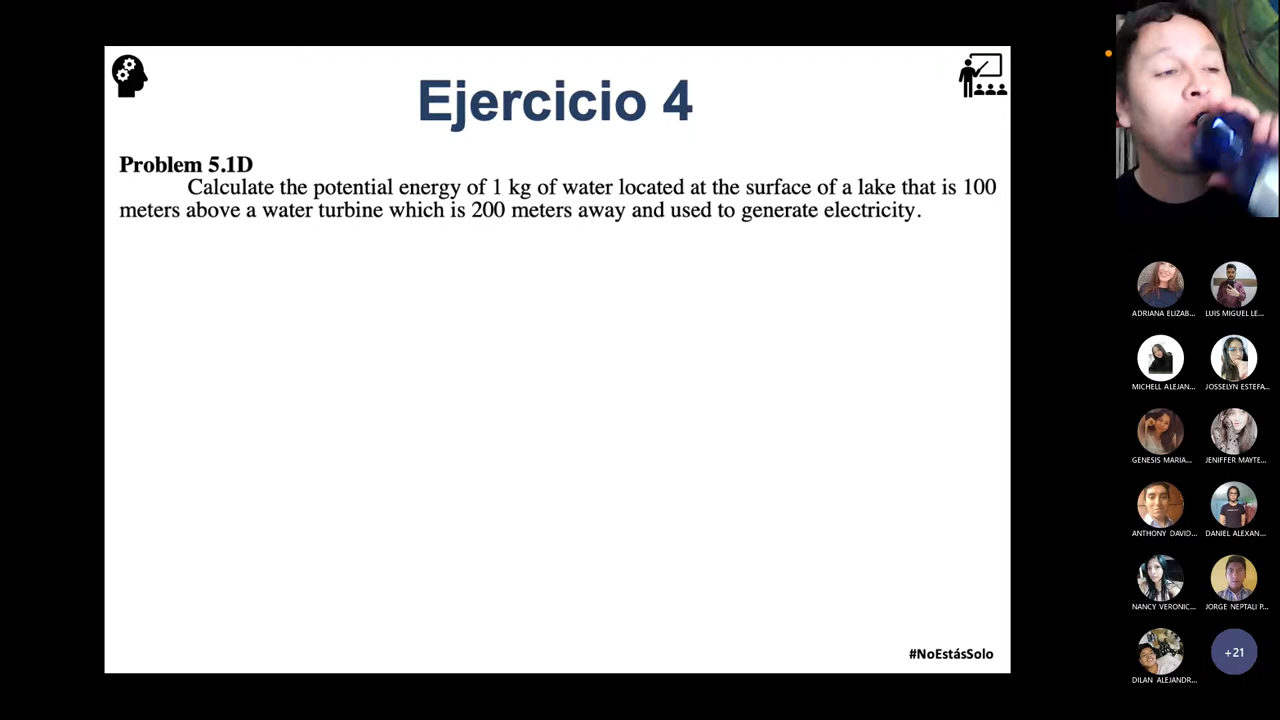 Ejercicio 4
Problem 5.1D
Calculate the potential energy of 1 kg of water located at the surface of a lake that is 100
meters above a water turbine which is 200 meters away and used to generate electricity.
#NoEstásSolo
ADRIANA ELIZAB...
LUIS MIGUEL LE...
MICHELL ALEJAN...
JOSSELYN ESTEFA...
GENESIS MARIA...
JENIFFER MAYTE...
ANTHONY DAVID...
DANIEL ALEXAN...
NANCY VERONIC...
JORGE NEPTALI P...
DILAN ALEJANDR...
+21